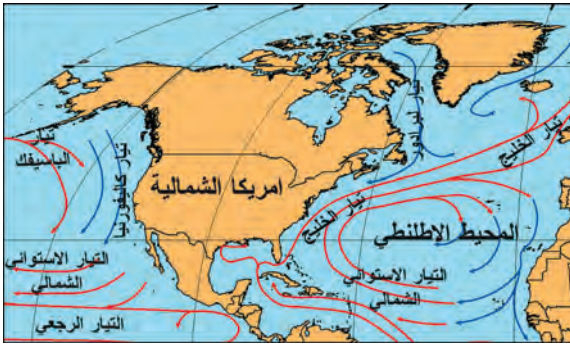 تيار
الباسيفك
تيار كاليفورنيا
امريكا الشمالية
تيار لبرادور
تيار الخليج
تيار الخليج
المحيط الاطلنطي
التيار الاستوائي
الشمالي
التيار الاستوائي
الشمالي
التيار الرجعي